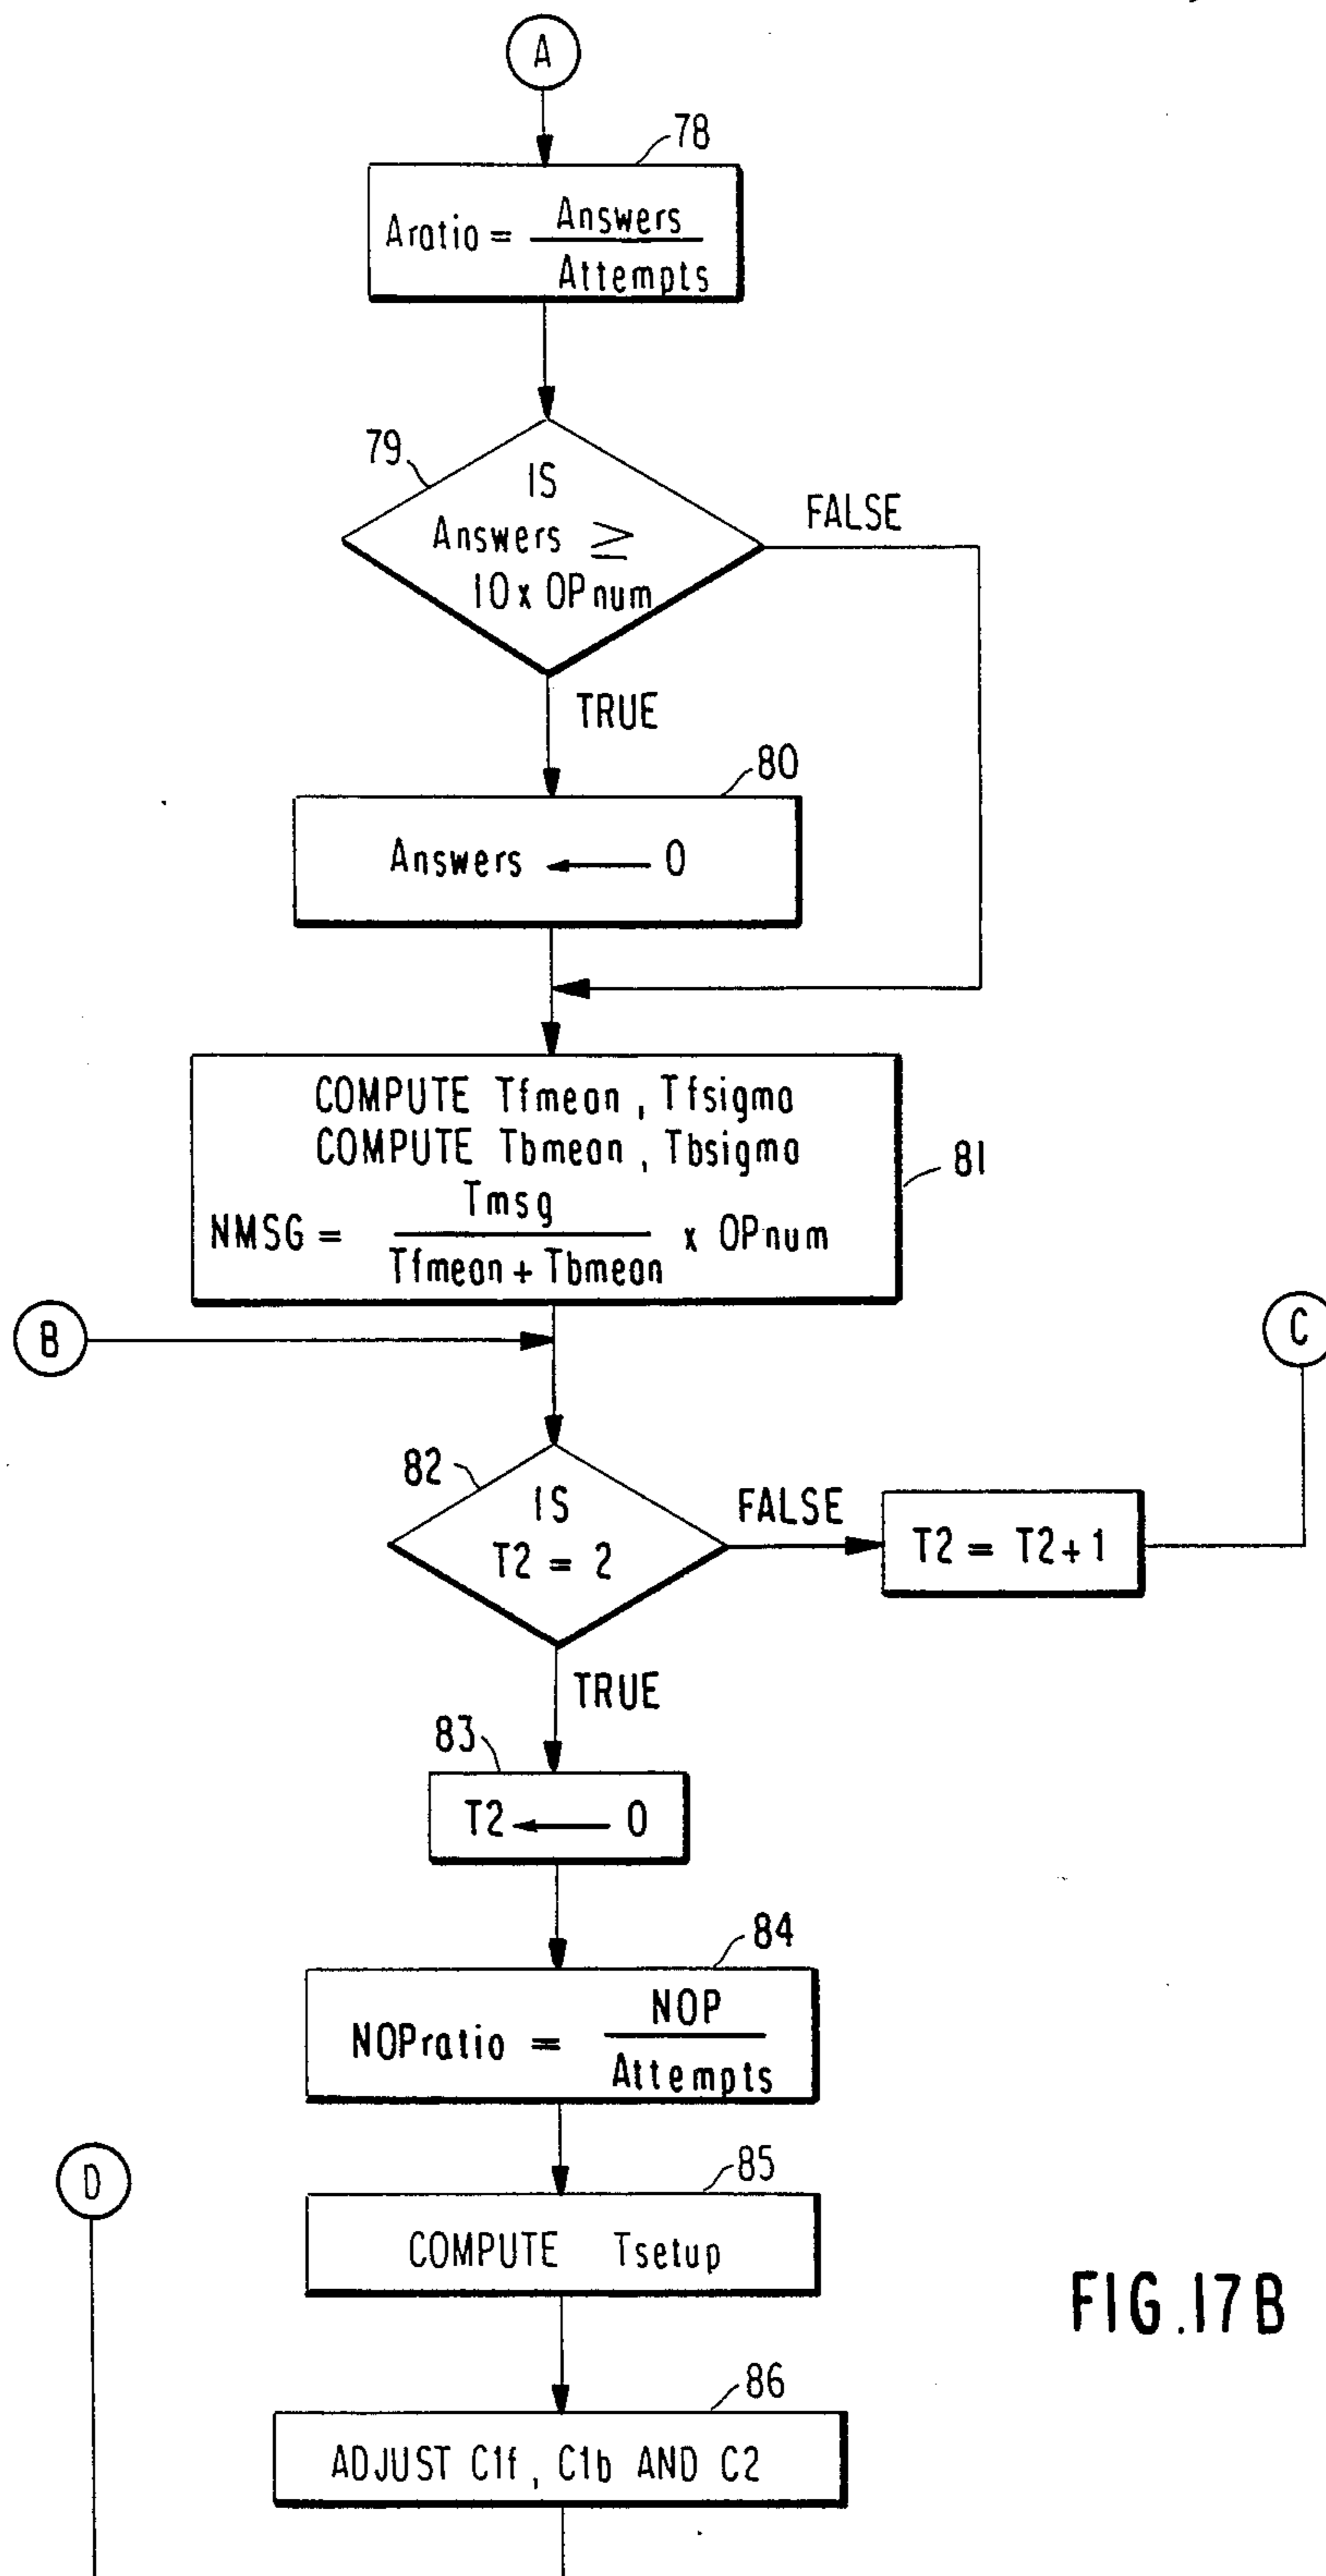 A
78
Aratio = Answers
Attempts
79
IS
Answers ≧
10x OPnum
FALSE
TRUE
80
Answers ← 0
COMPUTE Tfmean, Tfsigma
COMPUTE Tbmean, Tbsigma
Tmsg
NMSG = x OPnum
Tfmean + Tbmean
81
B
C
82
IS
T2 = 2
FALSE
T2 = T2+1
TRUE
83
T2 ← 0
84
NOPratio = NOP
Attempts
D
85
COMPUTE Tsetup
FIG.17B
86
ADJUST C1f, C1b AND C2